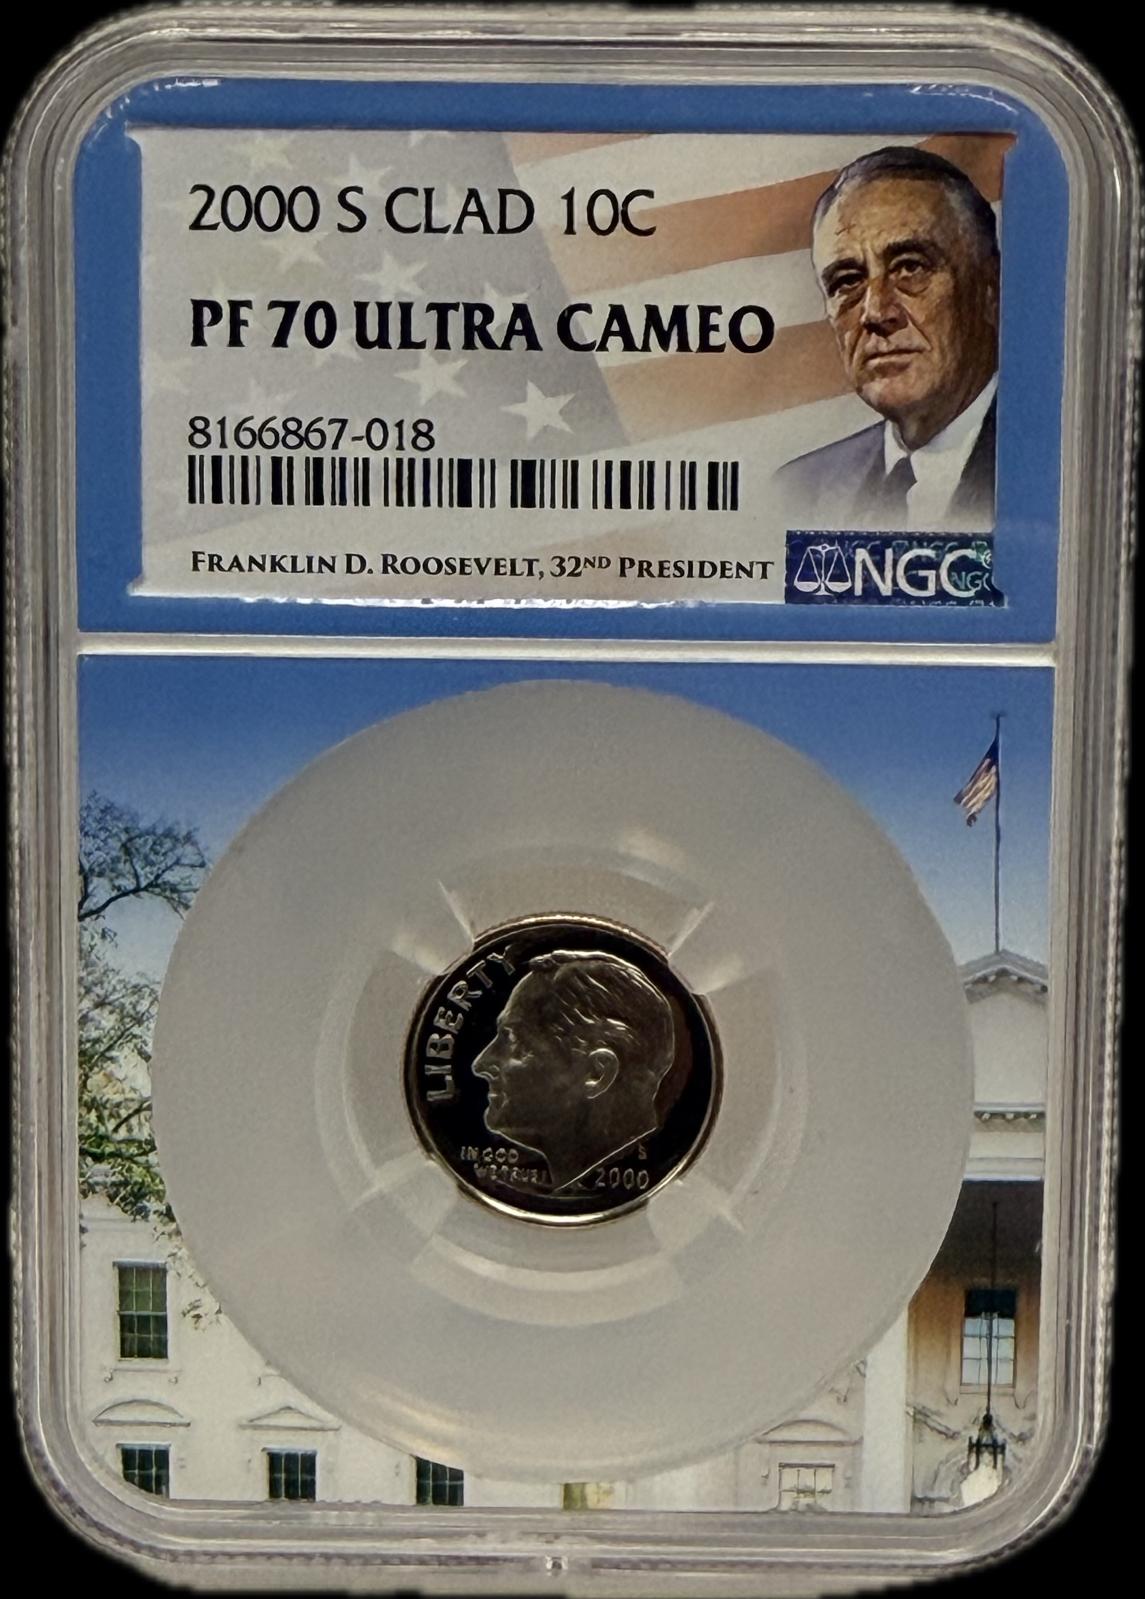 2000 S CLAD 10C
PF 70 ULTRA CAMEO
8166867-018
FRANKLIN D. ROOSEVELT, 32ND PRESIDENT
NGC
NGC
LIBERTY
IN GOD
WE TRUST
S
2000